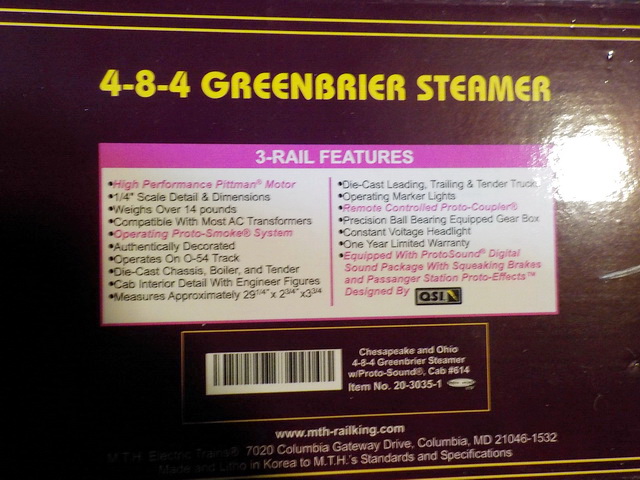 4-8-4 GREENBRIER STEAMER
3-RAIL FEATURES
•High Performance Pittman® Motor
•1/4" Scale Detail & Dimensions
•Weighs Over 14 pounds
•Compatible With Most AC Transformers
•Operating Proto-Smoke® System
•Authentically Decorated
•Operates On O-54 Track
•Die-Cast Chassis, Boiler, and Tender
•Cab Interior Detail With Engineer Figures
•Measures Approximately 29 1/4" x 2 3/4" x3 3/4
•Die-Cast Leading, Trailing & Tender Trucks
•Operating Marker Lights
•Remote Controlled Proto-Coupler®
•Precision Ball Bearing Equipped Gear Box
•Constant Voltage Headlight
•One Year Limited Warranty
•Equipped With ProtoSound® Digital
Sound Package With Squeaking Brakes
and Passanger Station Proto-Effects™
Designed By QSI
Chesapeake and Ohio
4-8-4 Greenbrier Steamer
w/Proto-Sound®, Cab #614
Item No. 20-3035-1
www.mth-railking.com
M.T.H. Electric Trains® 7020 Columbia Gateway Drive, Columbia, MD 21046-1532
Made and Litho in Korea to M.T.H.'s Standards and Specifications